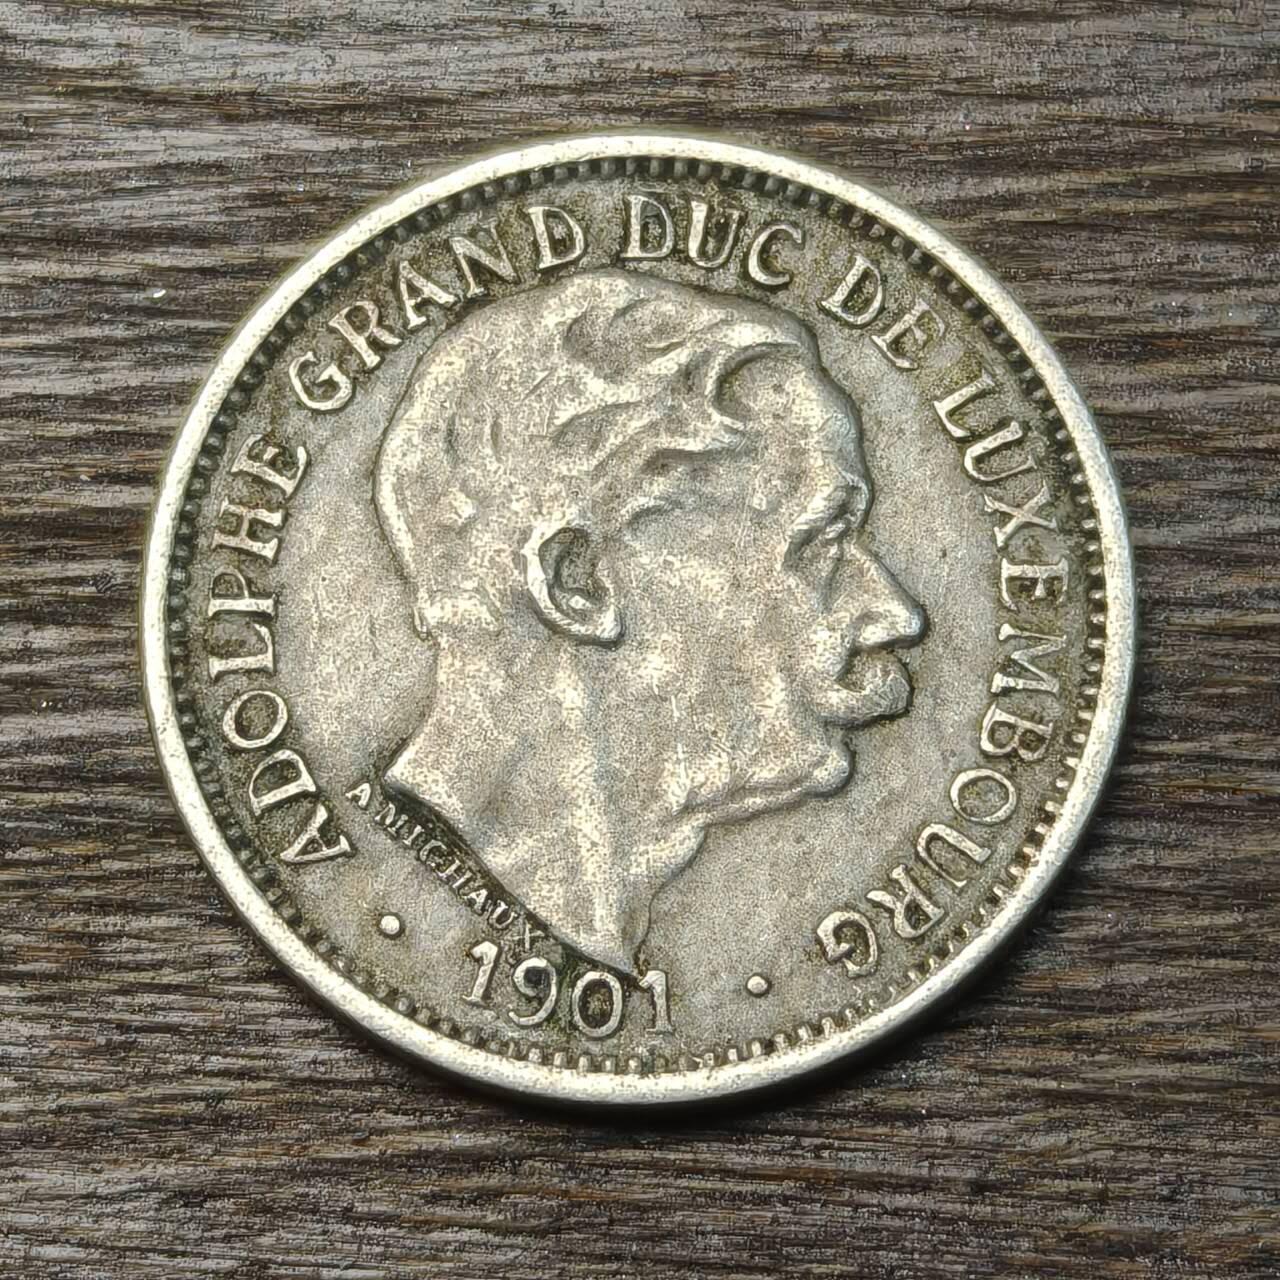 ADOLPHE GRAND DUC DE LUXEMBOURG
A MICHAUX
· 1901 ·